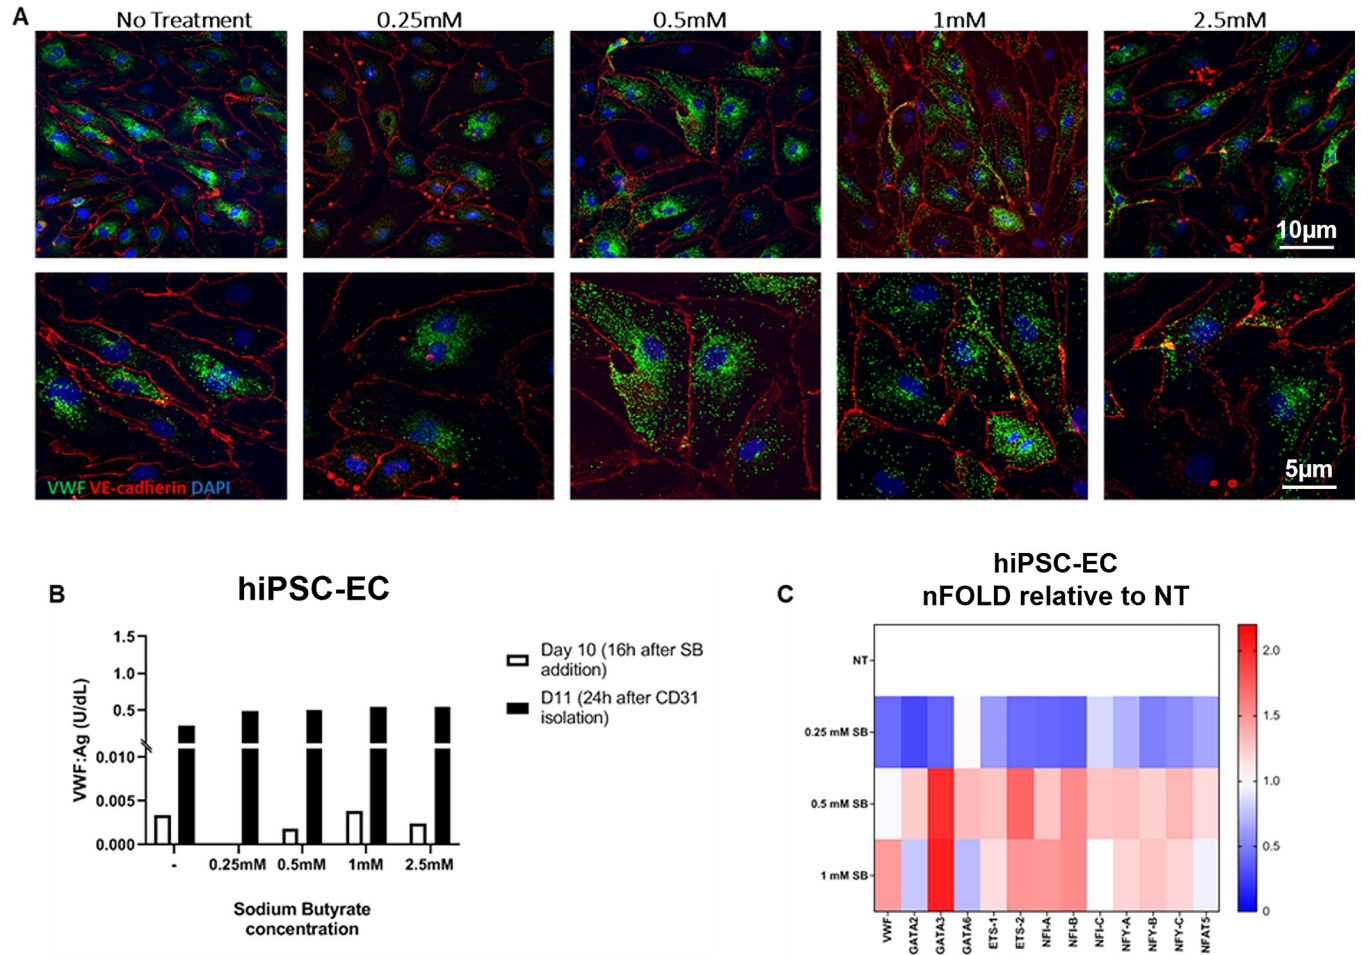 A
No Treatment 0.25mM 0.5mM 1mM 2.5mM
10µm
VWF VE-cadherin DAPI
5µm
B
hiPSC-EC
VWF:Ag (U/dL)
1.5
1.0
0.5
0.010
0.005
0.000
- 0.25mM 0.5mM 1mM 2.5mM
Sodium Butyrate
concentration
Day 10 (16h after SB
addition)
D11 (24h after CD31
isolation)
C
hiPSC-EC
nFOLD relative to NT
NT
0.25 mM SB
0.5 mM SB
1 mM SB
VWF GATA2 GATA3 GATA6 ETS-1 ETS-2 NFI-A NFI-B NFI-C NFY-A NFY-B NFY-C NFAT5
2.0
1.5
1.0
0.5
0